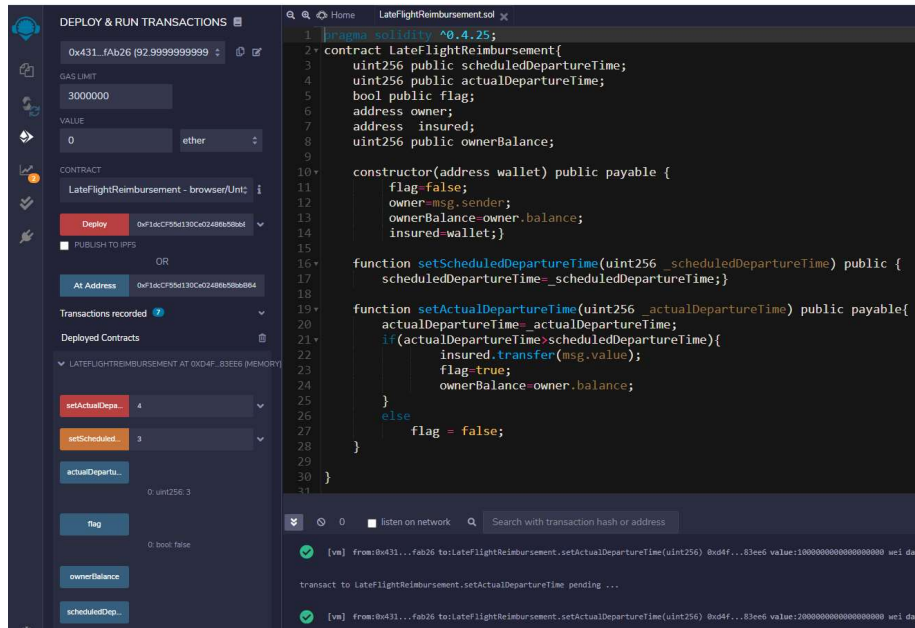 DEPLOY & RUN TRANSACTIONS
0x431...fAb26 (92.9999999999
GAS LIMIT
3000000
VALUE
0 ether
CONTRACT
LateFlightReimbursement - browser/Unt i
Deploy 0xF1dcCF55d130Ce02486b58bbE
PUBLISH TO IPFS
OR
At Address 0xF1dcCF55d130Ce02486b58bbB64
Transactions recorded 7
Deployed Contracts
LATEFLIGHTREIMBURSEMENT AT 0XD4F...83EE6 (MEMORY)
setActualDepa... 4
setScheduled... 3
actualDepartu...
0: uint256: 3
flag
0: bool: false
ownerBalance
scheduledDep...
2
Home LateFlightReimbursement.sol
1 pragma solidity ^0.4.25;
2 contract LateFlightReimbursement{
3 uint256 public scheduledDepartureTime;
4 uint256 public actualDepartureTime;
5 bool public flag;
6 address owner;
7 address  insured;
8 uint256 public ownerBalance;
9
10 constructor(address wallet) public payable {
11 flag=false;
12 owner=msg.sender;
13 ownerBalance=owner.balance;
14 insured=wallet;}
15
16 function setScheduledDepartureTime(uint256 _scheduledDepartureTime) public {
17 scheduledDepartureTime=_scheduledDepartureTime;}
18
19 function setActualDepartureTime(uint256 _actualDepartureTime) public payable{
20 actualDepartureTime=_actualDepartureTime;
21 if(actualDepartureTime>scheduledDepartureTime){
22 insured.transfer(msg.value);
23 flag=true;
24 ownerBalance=owner.balance;
25 }
26 else
27 flag = false;
28 }
29
30 }
31
0 listen on network Search with transaction hash or address
[vm] from:0x431...fab26 to:LateFlightReimbursement.setActualDepartureTime(uint256) 0xd4f...83ee6 value:1000000000000000000 wei da
transact to LateFlightReimbursement.setActualDepartureTime pending ...
[vm] from:0x431...fab26 to:LateFlightReimbursement.setActualDepartureTime(uint256) 0xd4f...83ee6 value:2000000000000000000 wei da